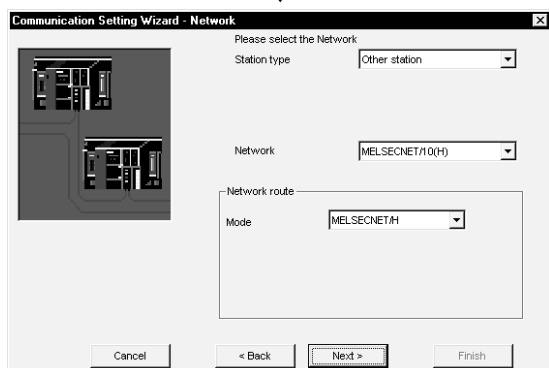 Communication Setting Wizard - Network
Please select the Network
Station type
Other station
Network
MELSECNET/10(H)
Network route
Mode
MELSECNET/H
Cancel
< Back
Next >
Finish